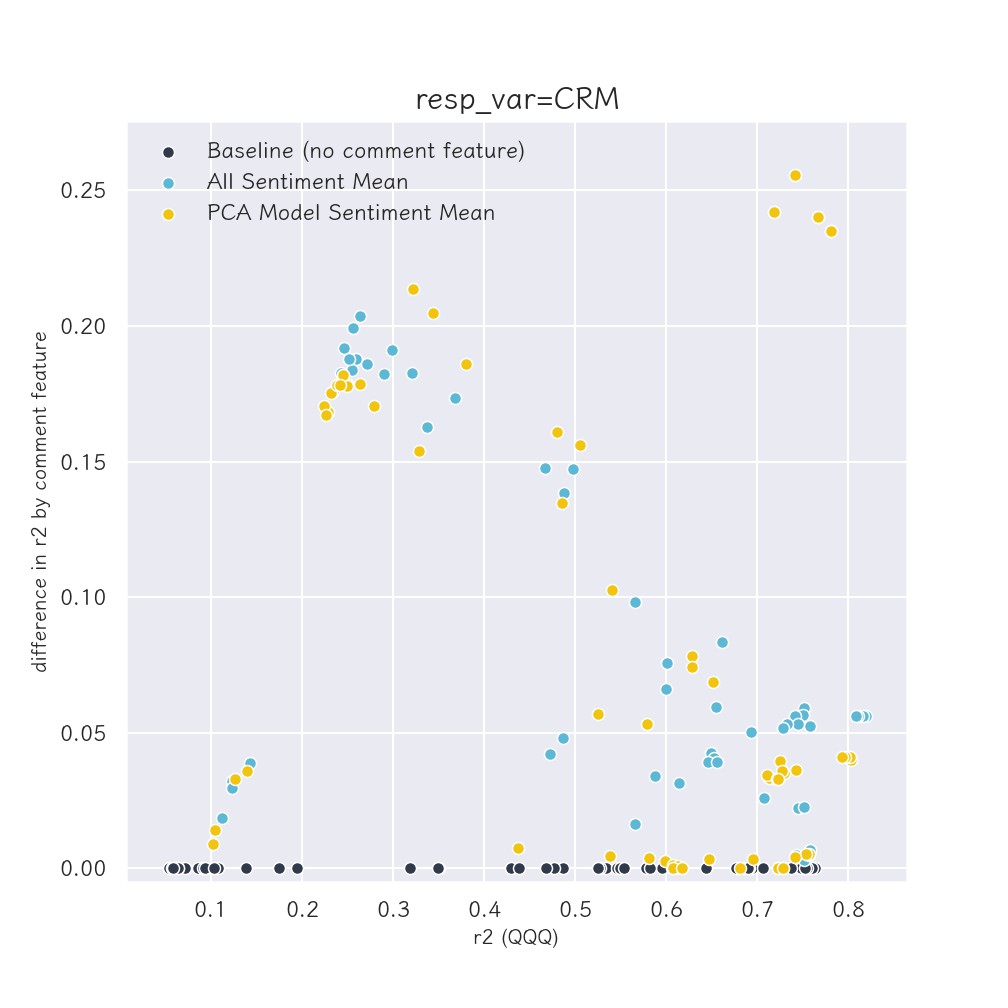 resp_var=CRM
Baseline (no comment feature)
All Sentiment Mean
PCA Model Sentiment Mean
difference in r2 by comment feature
0.25
0.20
0.15
0.10
0.05
0.00
0.1 0.2 0.3 0.4 0.5 0.6 0.7 0.8
r2 (QQQ)